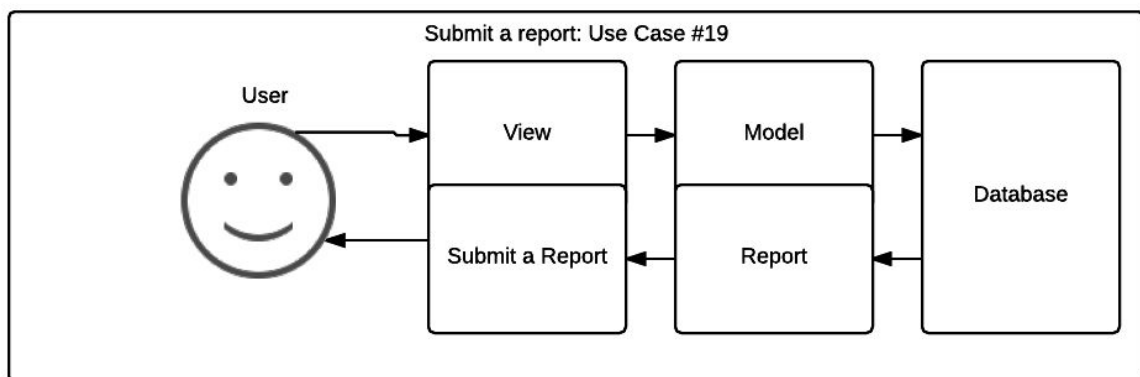 Submit a report: Use Case #19
User
View
Model
Database
Submit a Report
Report